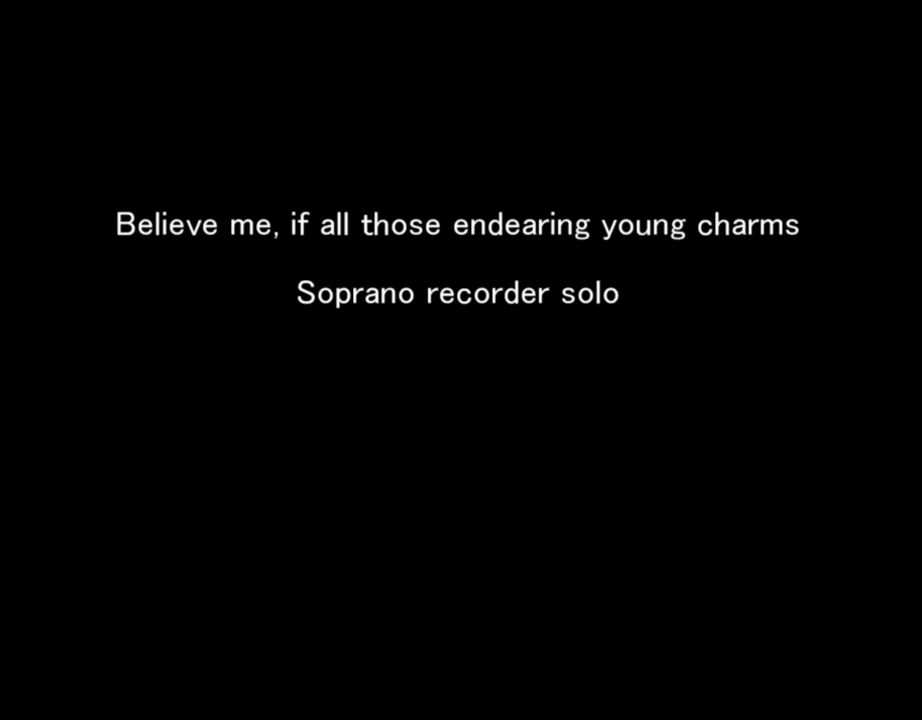 Believe me, if all those endearing young charms
Soprano recorder solo